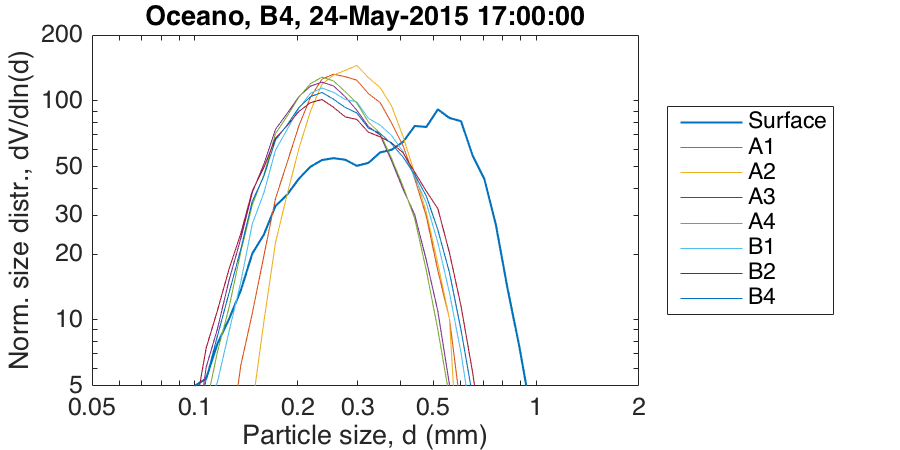 Oceano, B4, 24-May-2015 17:00:00
Norm. size distr., dV/dln(d)
200
100
50
30
20
10
5
0.05 0.1 0.2 0.3 0.5 1 2
Particle size, d (mm)
Surface
A1
A2
A3
A4
B1
B2
B4